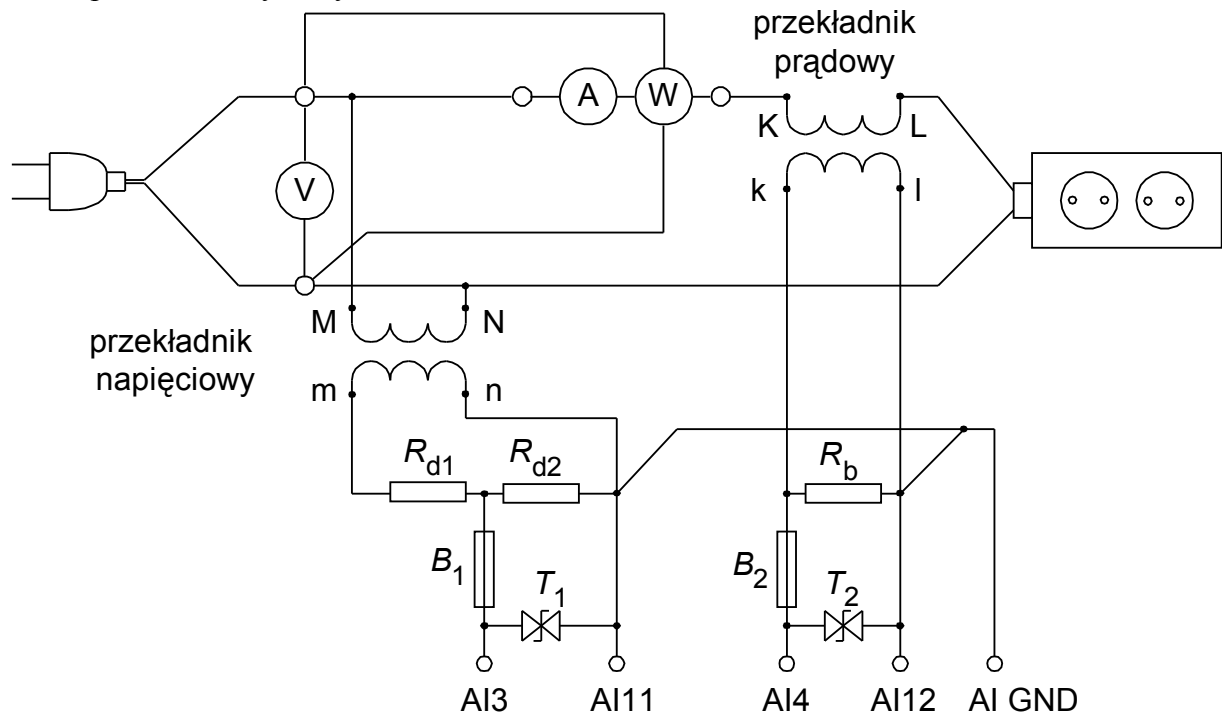 przekładnik
prądowy
A
W
K
L
V
k
l
M
N
przekładnik
napięciowy
m
n
Rd1
Rd2
Rb
B1
T1
B2
T2
AI3
AI11
AI4
AI12
AI GND